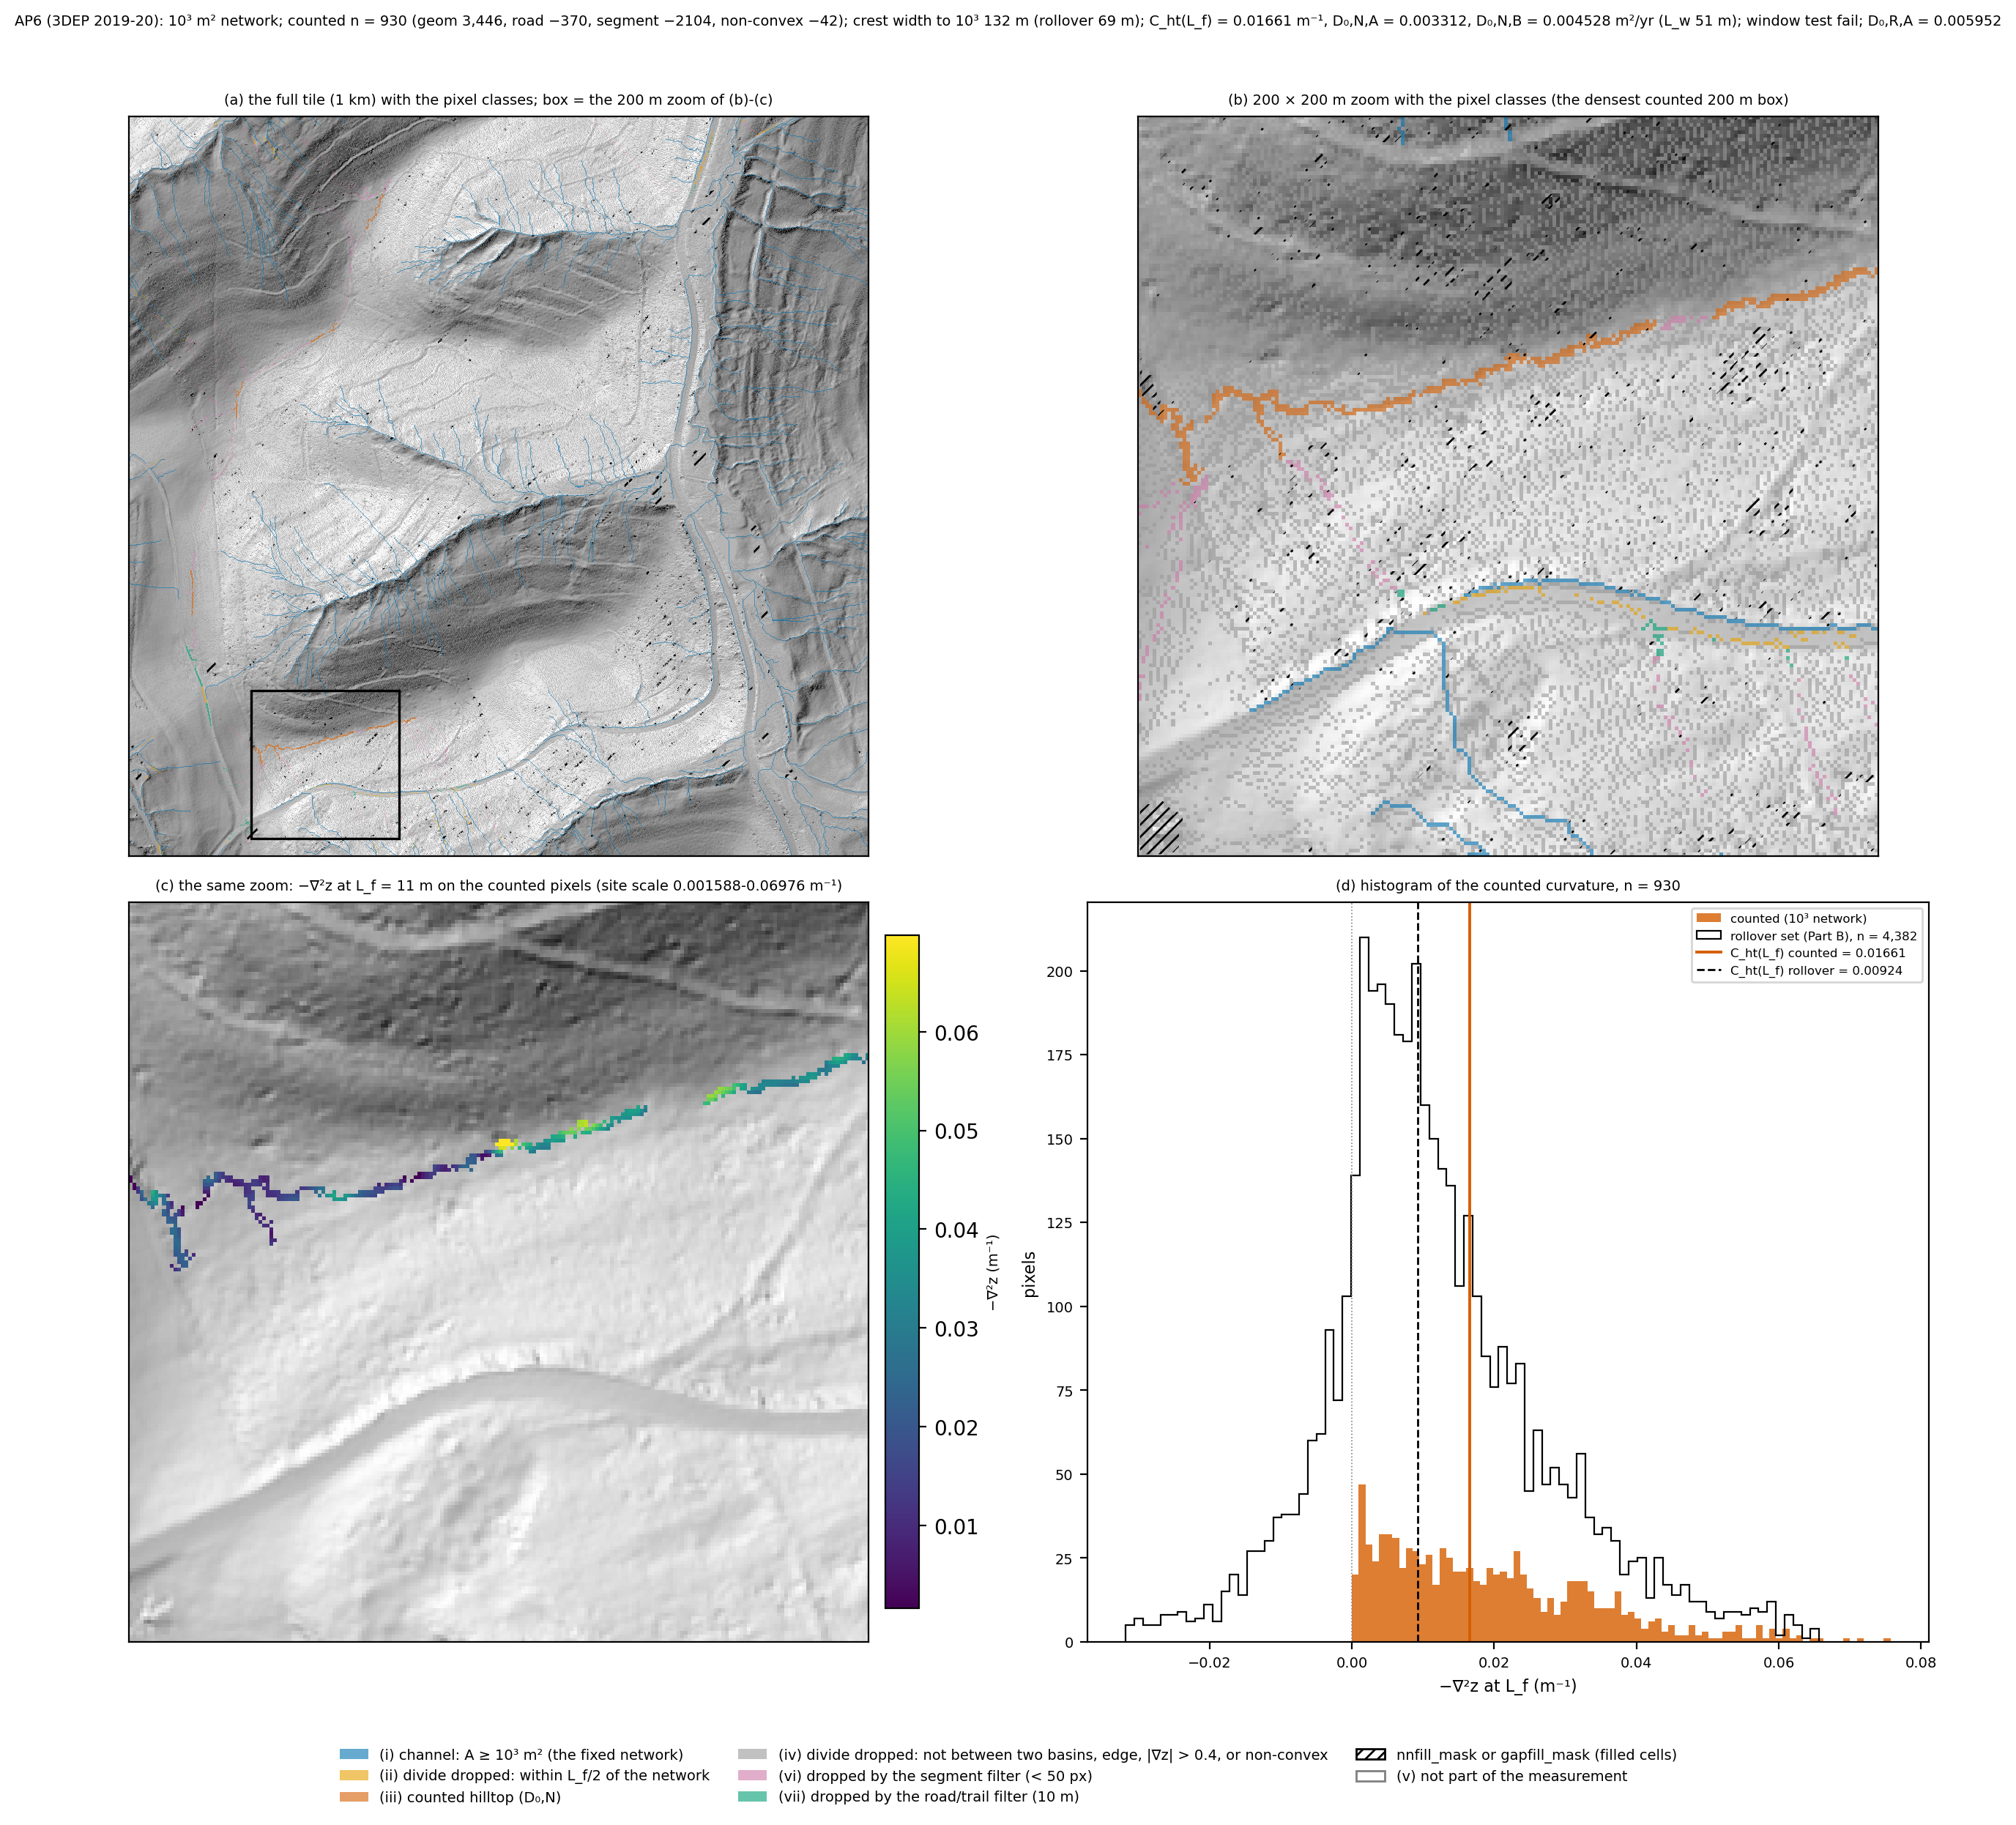 AP6 (3DEP 2019-20): 10³ m² network; counted n = 930 (geom 3,446, road −370, segment −2104, non-convex −42); crest width to 10³ 132 m (rollover 69 m); C_ht(L_f) = 0.01661 m⁻¹, D₀,N,A = 0.003312, D₀,N,B = 0.004528 m²/yr (L_w 51 m); window test fail; D₀,R,A = 0.005952
(a) the full tile (1 km) with the pixel classes; box = the 200 m zoom of (b)-(c)
(b) 200 × 200 m zoom with the pixel classes (the densest counted 200 m box)
(c) the same zoom: −∇²z at L_f = 11 m on the counted pixels (site scale 0.001588-0.06976 m⁻¹)
0.06
0.05
0.04
0.03
0.02
0.01
−∇²z (m⁻¹)
(d) histogram of the counted curvature, n = 930
counted (10³ network)
rollover set (Part B), n = 4,382
C_ht(L_f) counted = 0.01661
C_ht(L_f) rollover = 0.00924
200
175
150
125
100
75
50
25
0
pixels
−0.02
0.00
0.02
0.04
0.06
0.08
−∇²z at L_f (m⁻¹)
(i) channel: A ≥ 10³ m² (the fixed network)
(ii) divide dropped: within L_f/2 of the network
(iii) counted hilltop (D₀,N)
(iv) divide dropped: not between two basins, edge, |∇z| > 0.4, or non-convex
(vi) dropped by the segment filter (< 50 px)
(vii) dropped by the road/trail filter (10 m)
nnfill_mask or gapfill_mask (filled cells)
(v) not part of the measurement